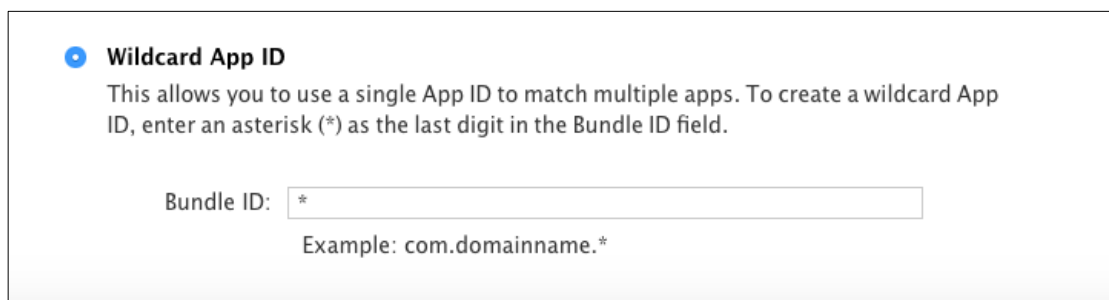 Wildcard App ID
This allows you to use a single App ID to match multiple apps. To create a wildcard App
ID, enter an asterisk (*) as the last digit in the Bundle ID field.
Bundle ID: *
Example: com.domainname.*